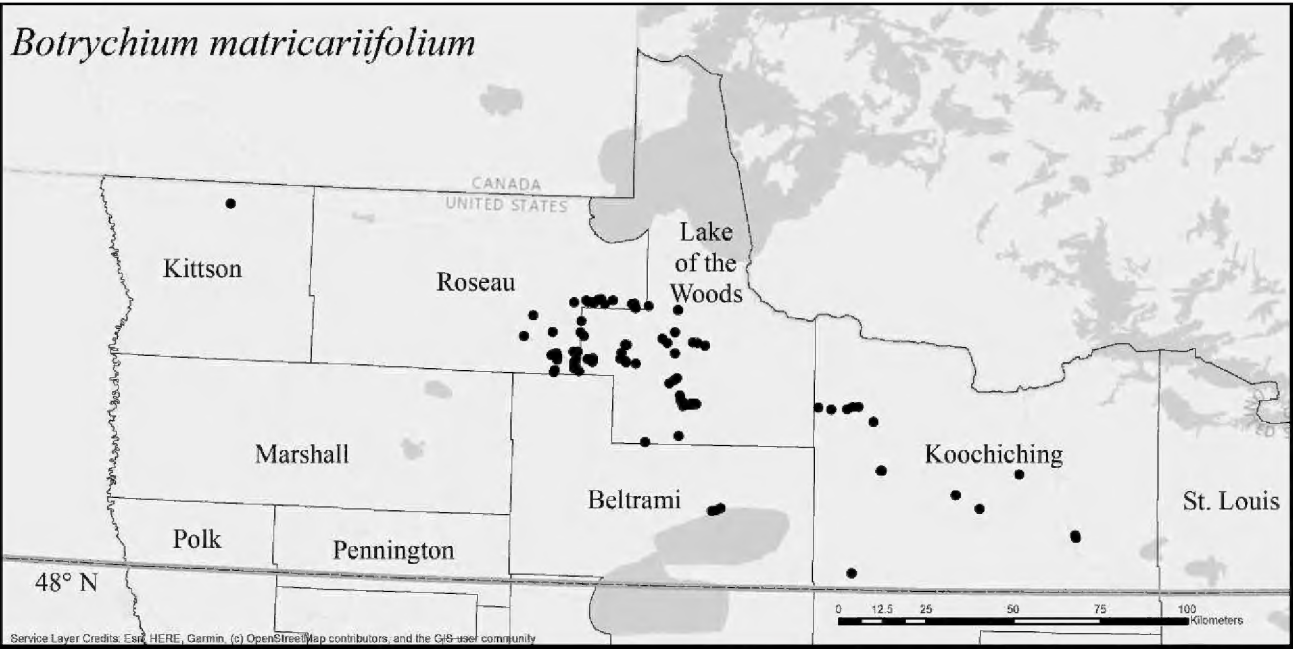 Botrychium matricariifolium
CANADA
UNITED STATES
Lake
of the
Woods
Kittson
Roseau
Marshall
Koochiching
Beltrami
St. Louis
Polk
Pennington
48° N
0 12.5 25 50 75 100
Kilometers
Service Layer Credits: Esri, HERE, Garmin, (c) OpenStreetMap contributors, and the GIS user community